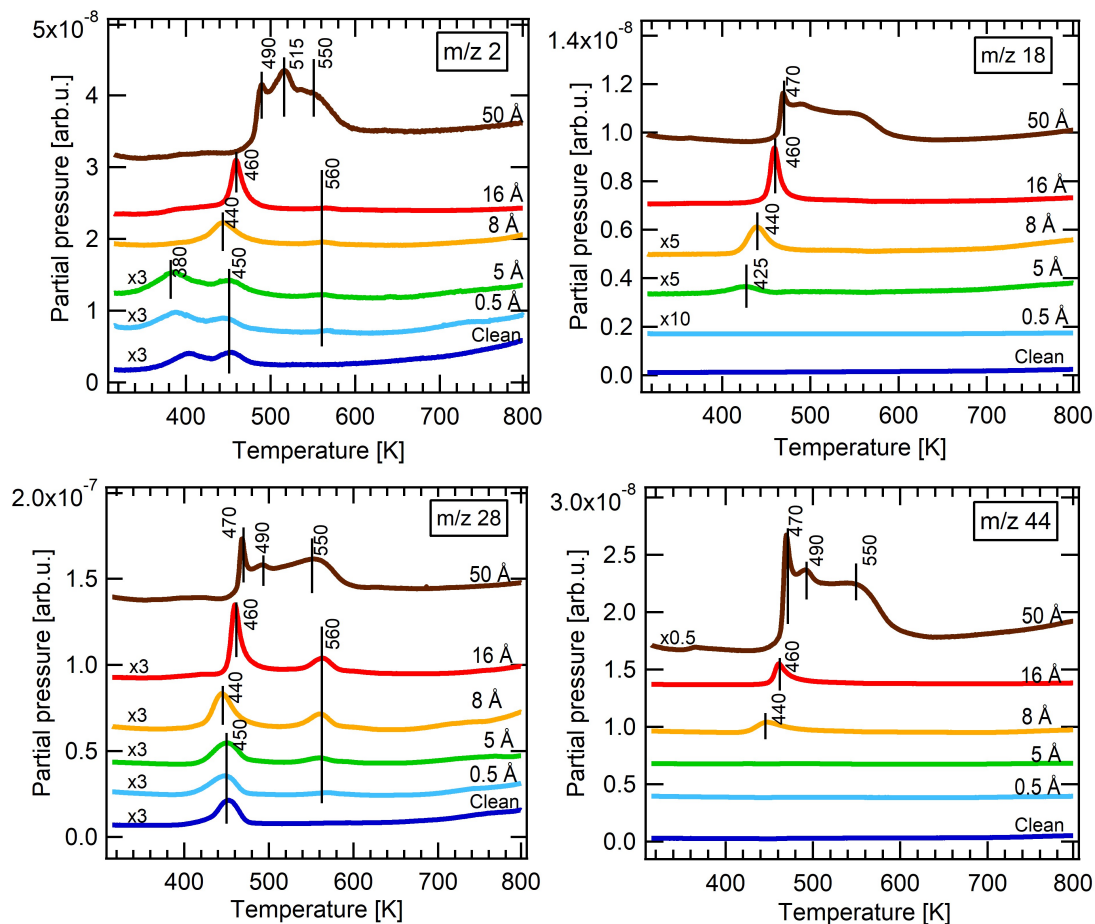 5x10⁻⁸
m/z 2
490
515
550
50 Å
460
560
16 Å
440
8 Å
380
450
x3
5 Å
x3
0.5 Å
x3
Clean
4
3
2
1
0
Partial pressure [arb.u.]
400 500 600 700 800
Temperature [K]
1.4x10⁻⁸
m/z 18
470
50 Å
460
16 Å
440
8 Å
x5
425
5 Å
x5
0.5 Å
x10
Clean
1.2
1.0
0.8
0.6
0.4
0.2
0.0
Partial pressure [arb.u.]
400 500 600 700 800
Temperature [K]
2.0x10⁻⁷
m/z 28
470
490
550
50 Å
460
560
16 Å
x3
440
8 Å
x3
450
5 Å
x3
0.5 Å
x3
Clean
x3
1.5
1.0
0.5
0.0
Partial pressure [arb.u.]
400 500 600 700 800
Temperature [K]
3.0x10⁻⁸
m/z 44
470
490
550
50 Å
x0.5
460
16 Å
440
8 Å
5 Å
0.5 Å
Clean
2.5
2.0
1.5
1.0
0.5
0.0
Partial pressure [arb.u.]
400 500 600 700 800
Temperature [K]